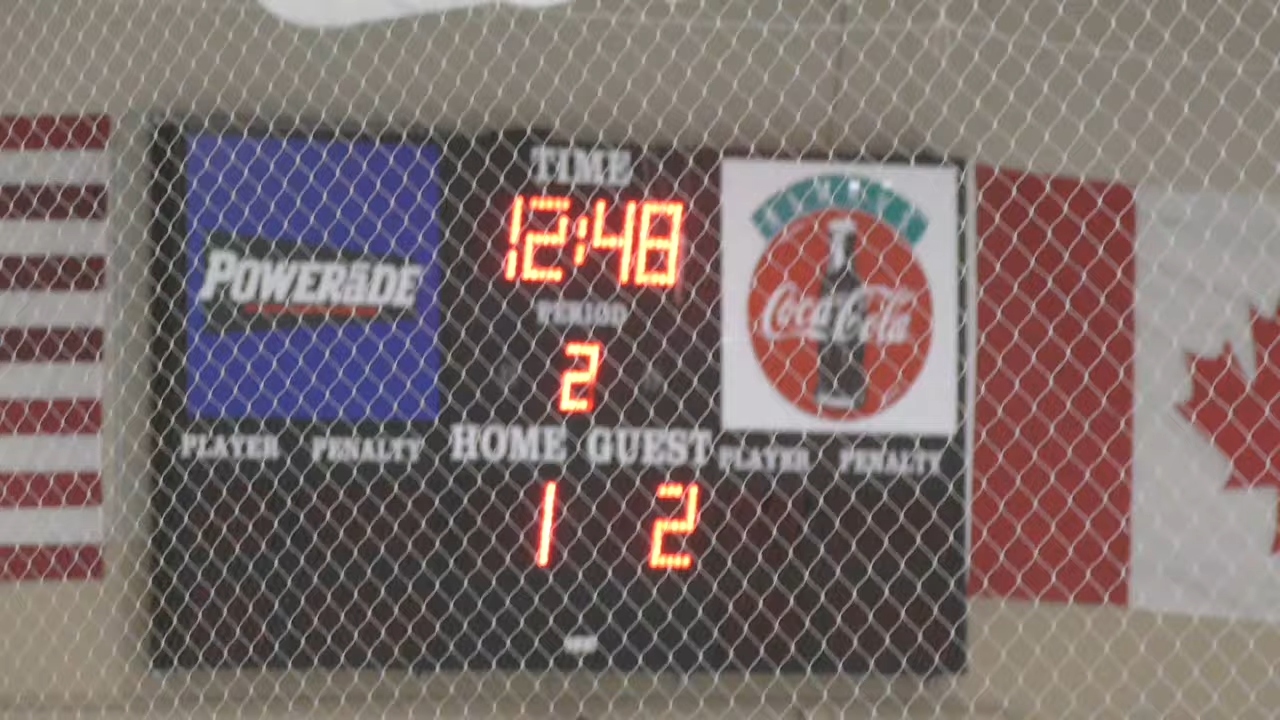 TIME
12:48
POWERADE
Coca-Cola
PERIOD
2
PLAYER PENALTY HOME GUEST PLAYER PENALTY
1 2